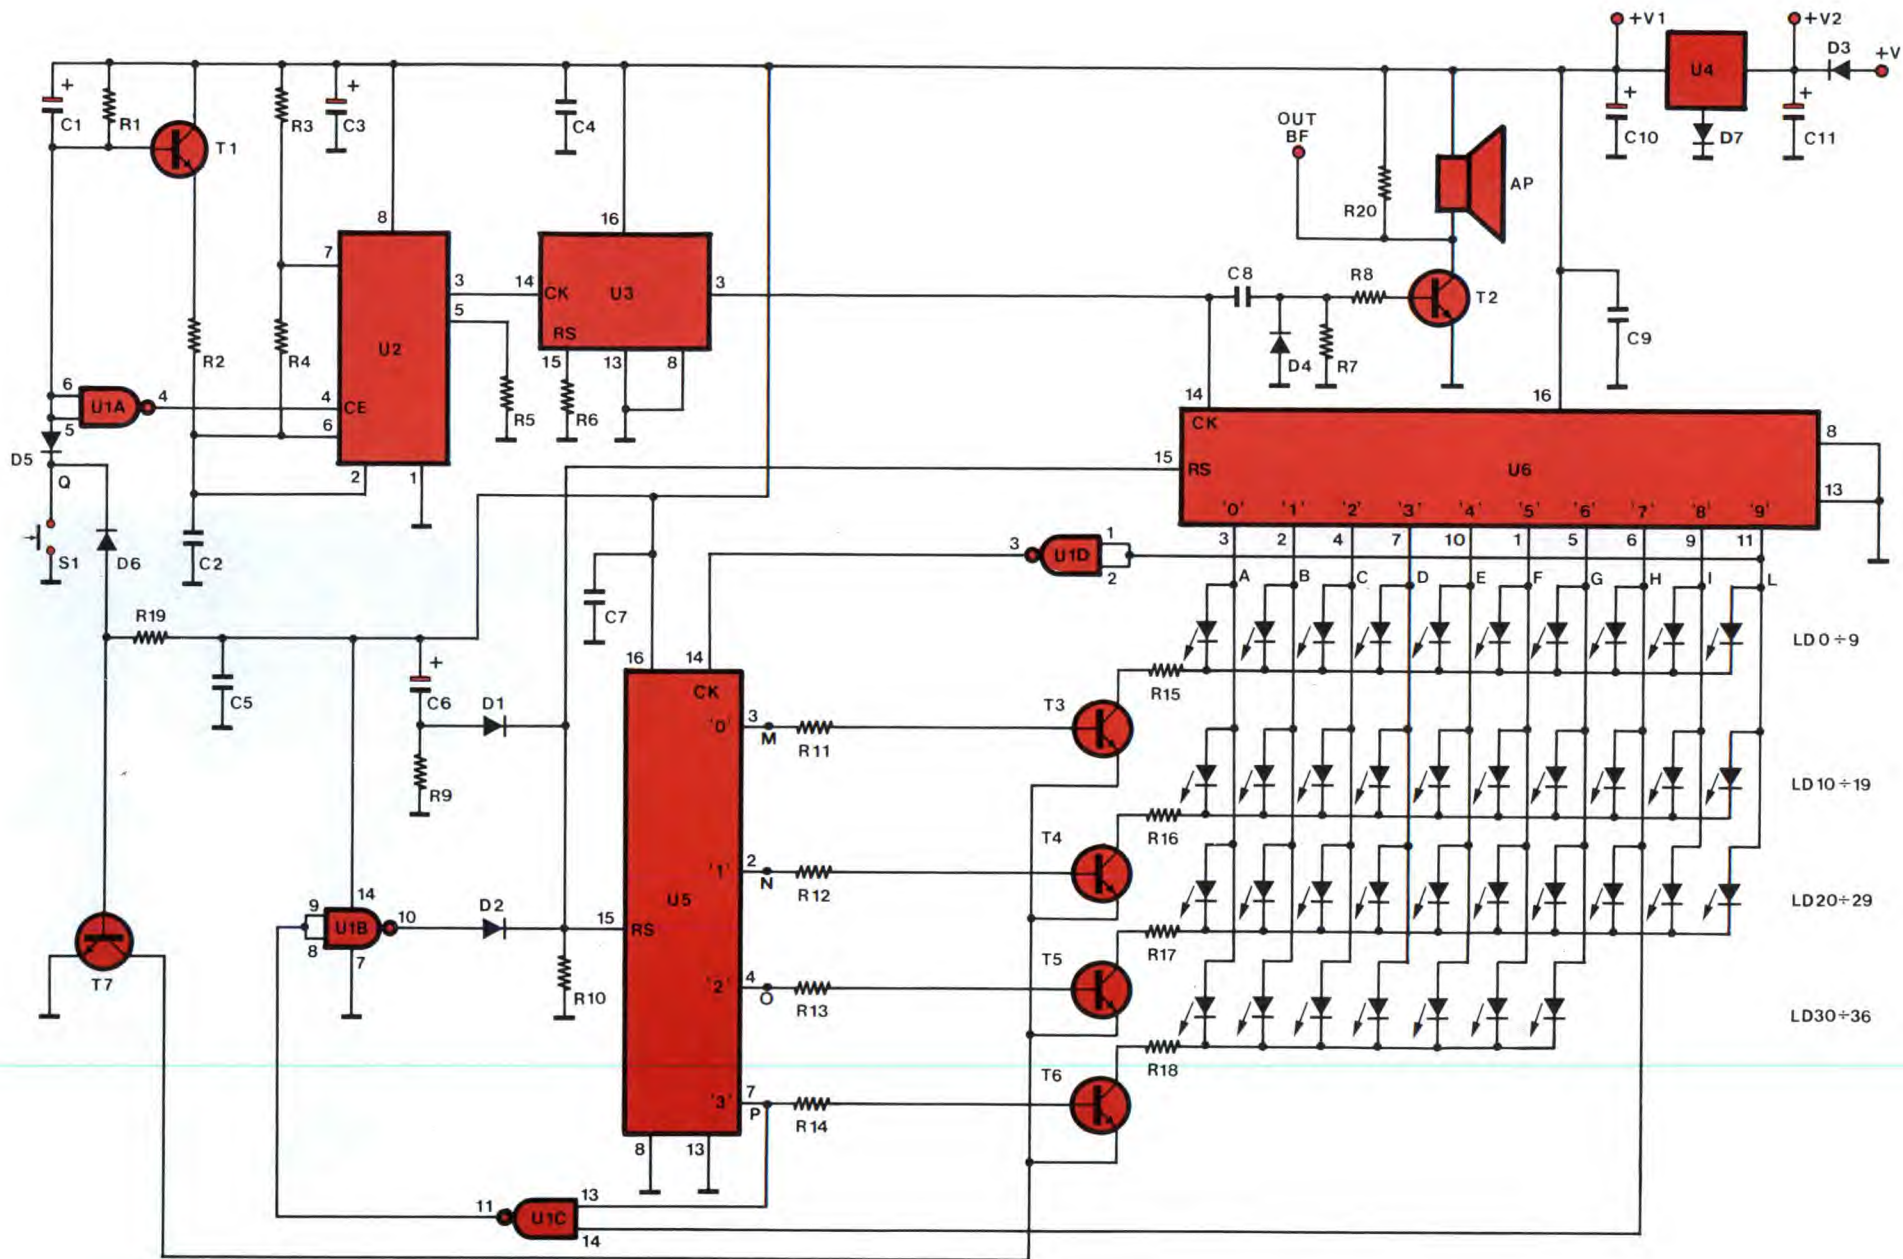 +V1
+V2
D3
+V
U4
C1
R1
T1
R3
C3
C4
OUT
BF
C10
D7
C11
R20
AP
8
16
7
3
14
CK
U3
3
C8
R8
T2
5
RS
U2
15
13
8
D4
R7
C9
R2
R4
6
U1A
4
4
CE
R5
R6
14
16
5
6
CK
8
D5
Q
2
1
15
RS
U6
13
'0'
'1'
'2'
'3'
'4'
'5'
'6'
'7'
'8'
'9'
3
2
4
7
10
1
5
6
9
11
S1
D6
C2
3
U1D
1
2
A
B
C
D
E
F
G
H
I
L
C7
R19
LD0÷9
16
14
CK
R15
C5
C6
D1
'0'
3
M
R11
T3
R9
LD10÷19
R16
T4
'1'
2
N
R12
9
14
U1B
10
D2
15
RS
U5
LD20÷29
8
7
R17
T7
T5
R10
'2'
4
O
R13
LD30÷36
T6
R18
'3'
7
P
R14
8
13
11
U1C
13
14